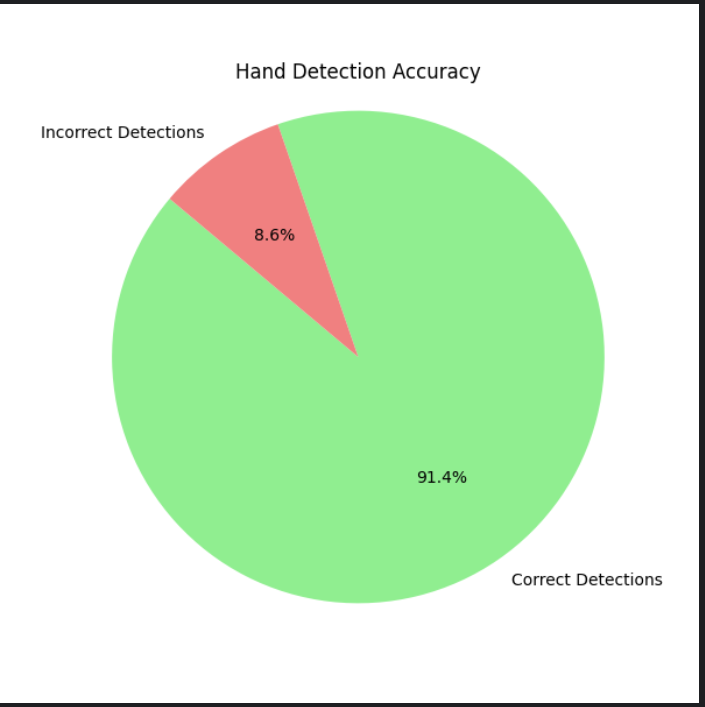 Hand Detection Accuracy
Incorrect Detections
8.6%
91.4%
Correct Detections